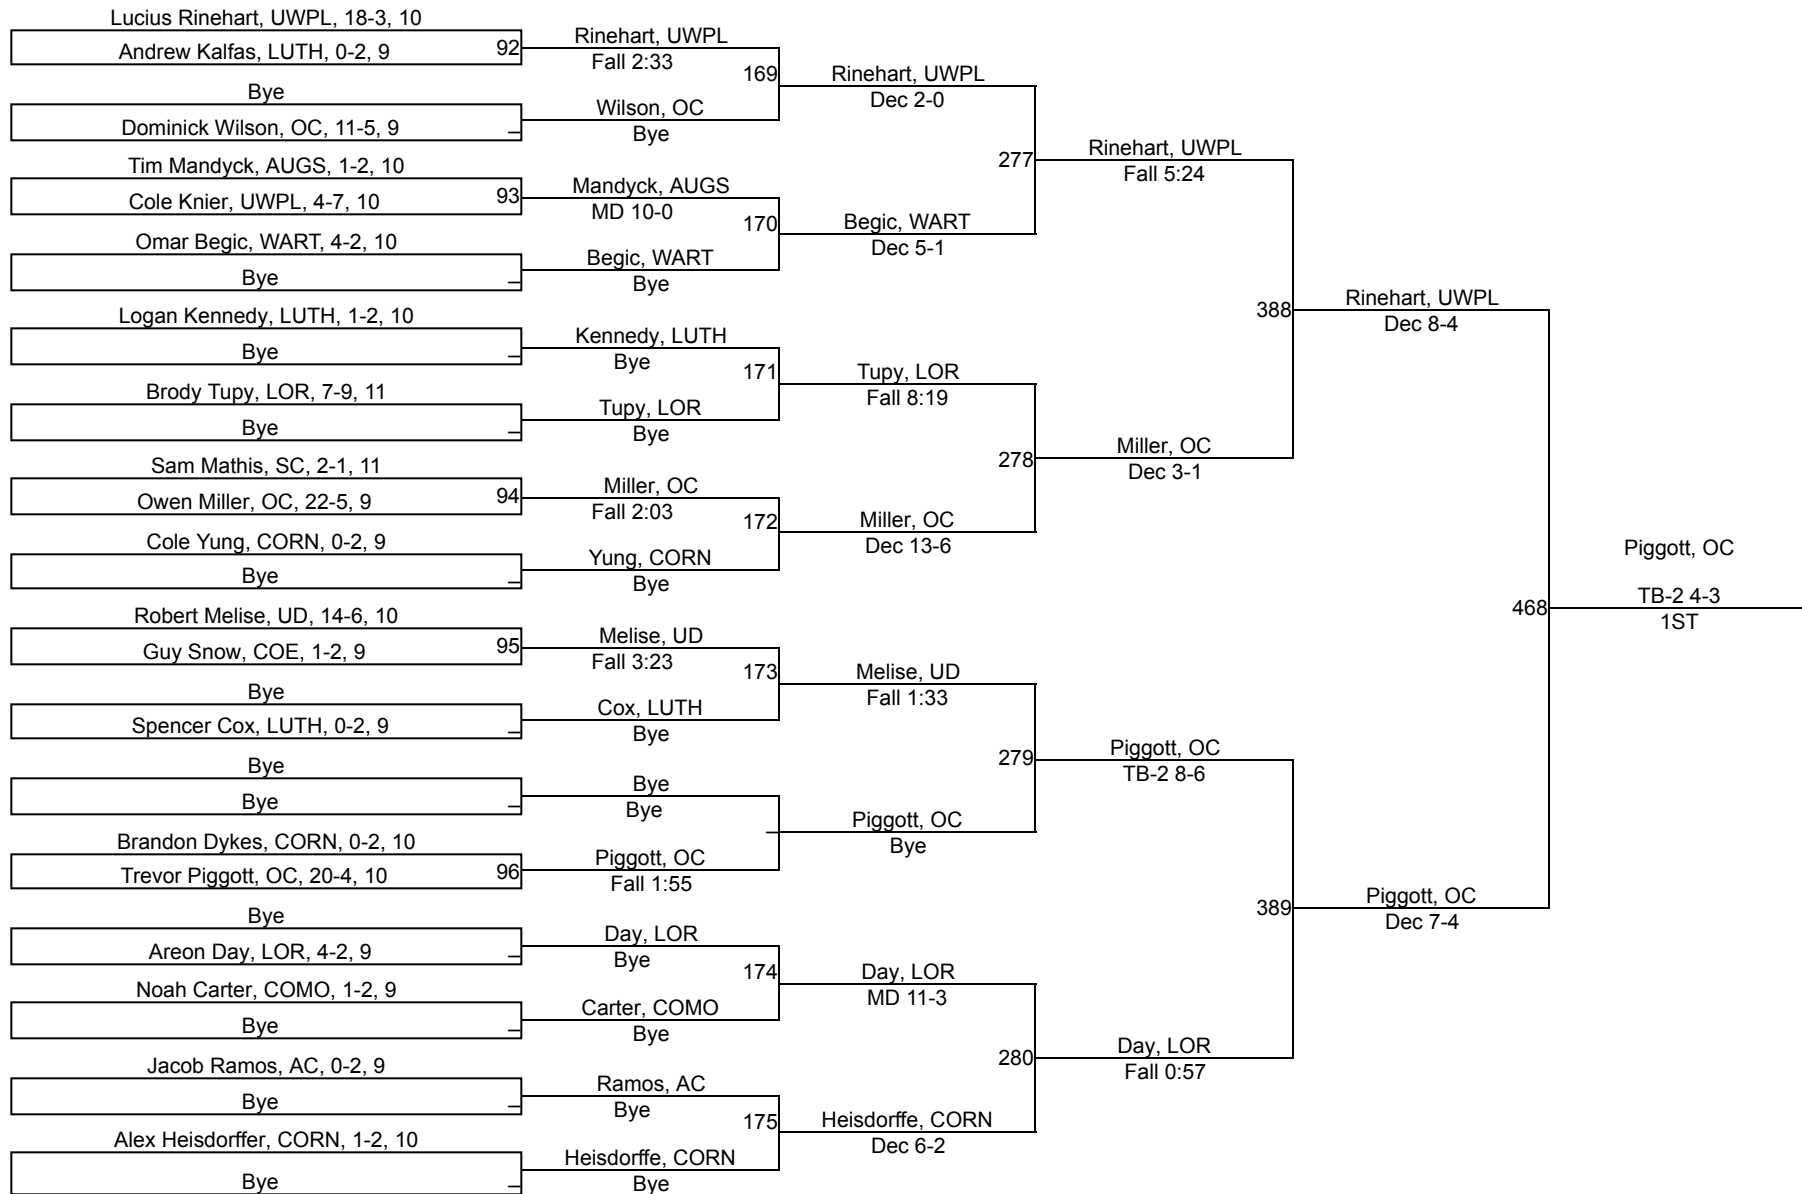 Lucius Rinehart, UWPL, 18-3, 10
Andrew Kalfas, LUTH, 0-2, 9
92
Bye
Dominick Wilson, OC, 11-5, 9
_
Tim Mandyck, AUGS, 1-2, 10
Cole Knier, UWPL, 4-7, 10
93
Omar Begic, WART, 4-2, 10
Bye
_
Logan Kennedy, LUTH, 1-2, 10
Bye
_
Brody Tupy, LOR, 7-9, 11
Bye
_
Sam Mathis, SC, 2-1, 11
Owen Miller, OC, 22-5, 9
94
Cole Yung, CORN, 0-2, 9
Bye
_
Robert Melise, UD, 14-6, 10
Guy Snow, COE, 1-2, 9
95
Bye
Spencer Cox, LUTH, 0-2, 9
_
Bye
Bye
_
Brandon Dykes, CORN, 0-2, 10
Trevor Piggott, OC, 20-4, 10
96
Bye
Areon Day, LOR, 4-2, 9
_
Noah Carter, COMO, 1-2, 9
Bye
_
Jacob Ramos, AC, 0-2, 9
Bye
_
Alex Heisdorffer, CORN, 1-2, 10
Bye
_
Rinehart, UWPL
Fall 2:33
169
Wilson, OC
Bye
Mandyck, AUGS
MD 10-0
170
Begic, WART
Bye
Kennedy, LUTH
Bye
171
Tupy, LOR
Bye
Miller, OC
Fall 2:03
172
Yung, CORN
Bye
Melise, UD
Fall 3:23
173
Cox, LUTH
Bye
Bye
Bye
_
Piggott, OC
Fall 1:55
Day, LOR
Bye
174
Carter, COMO
Bye
Ramos, AC
Bye
175
Heisdorffe, CORN
Bye
Rinehart, UWPL
Dec 2-0
277
Begic, WART
Dec 5-1
Tupy, LOR
Fall 8:19
278
Miller, OC
Dec 13-6
Melise, UD
Fall 1:33
279
Piggott, OC
Bye
Day, LOR
MD 11-3
280
Heisdorffe, CORN
Dec 6-2
Rinehart, UWPL
Fall 5:24
388
Miller, OC
Dec 3-1
Piggott, OC
TB-2 8-6
389
Day, LOR
Fall 0:57
Rinehart, UWPL
Dec 8-4
468
Piggott, OC
Dec 7-4
Piggott, OC
TB-2 4-3
1ST